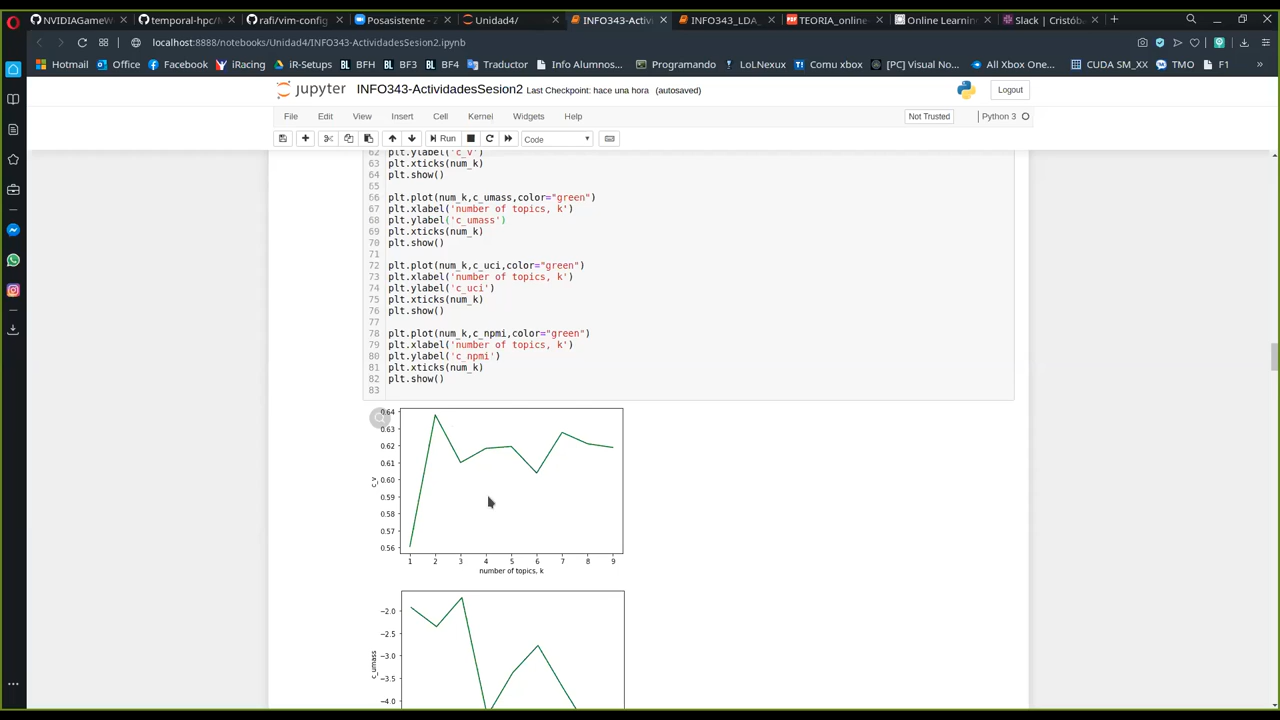 NVIDIAGameW
temporal-hpc/M
rafi/vim-config
Posasistente - Z
Unidad4/
INFO343-Activi
INFO343_LDA_
TEORIA_online-
Online Learning
Slack | Cristób
localhost:8888/notebooks/Unidad4/INFO343-ActividadesSesion2.ipynb
Hotmail Office Facebook iRacing iR-Setups BL BFH BL BF3 BL BF4 Traductor Info Alumnos... Programando LoLNexus Comu xbox [PC] Visual No... All Xbox One... CUDA SM_XX TMO F1 »
jupyter INFO343-ActividadesSesion2 Last Checkpoint: hace una hora (autosaved) Logout
File Edit View Insert Cell Kernel Widgets Help Not Trusted Python 3
Run Code
62 plt.ylabel('c_v')
63 plt.xticks(num_k)
64 plt.show()
65
66 plt.plot(num_k,c_umass,color="green")
67 plt.xlabel('number of topics, k')
68 plt.ylabel('c_umass')
69 plt.xticks(num_k)
70 plt.show()
71
72 plt.plot(num_k,c_uci,color="green")
73 plt.xlabel('number of topics, k')
74 plt.ylabel('c_uci')
75 plt.xticks(num_k)
76 plt.show()
77
78 plt.plot(num_k,c_npmi,color="green")
79 plt.xlabel('number of topics, k')
80 plt.ylabel('c_npmi')
81 plt.xticks(num_k)
82 plt.show()
83
0.64
0.63
0.62
0.61
0.60
0.59
0.58
0.57
0.56
c_v
1 2 3 4 5 6 7 8 9
number of topics, k
−2.0
−2.5
−3.0
−3.5
−4.0
c_umass